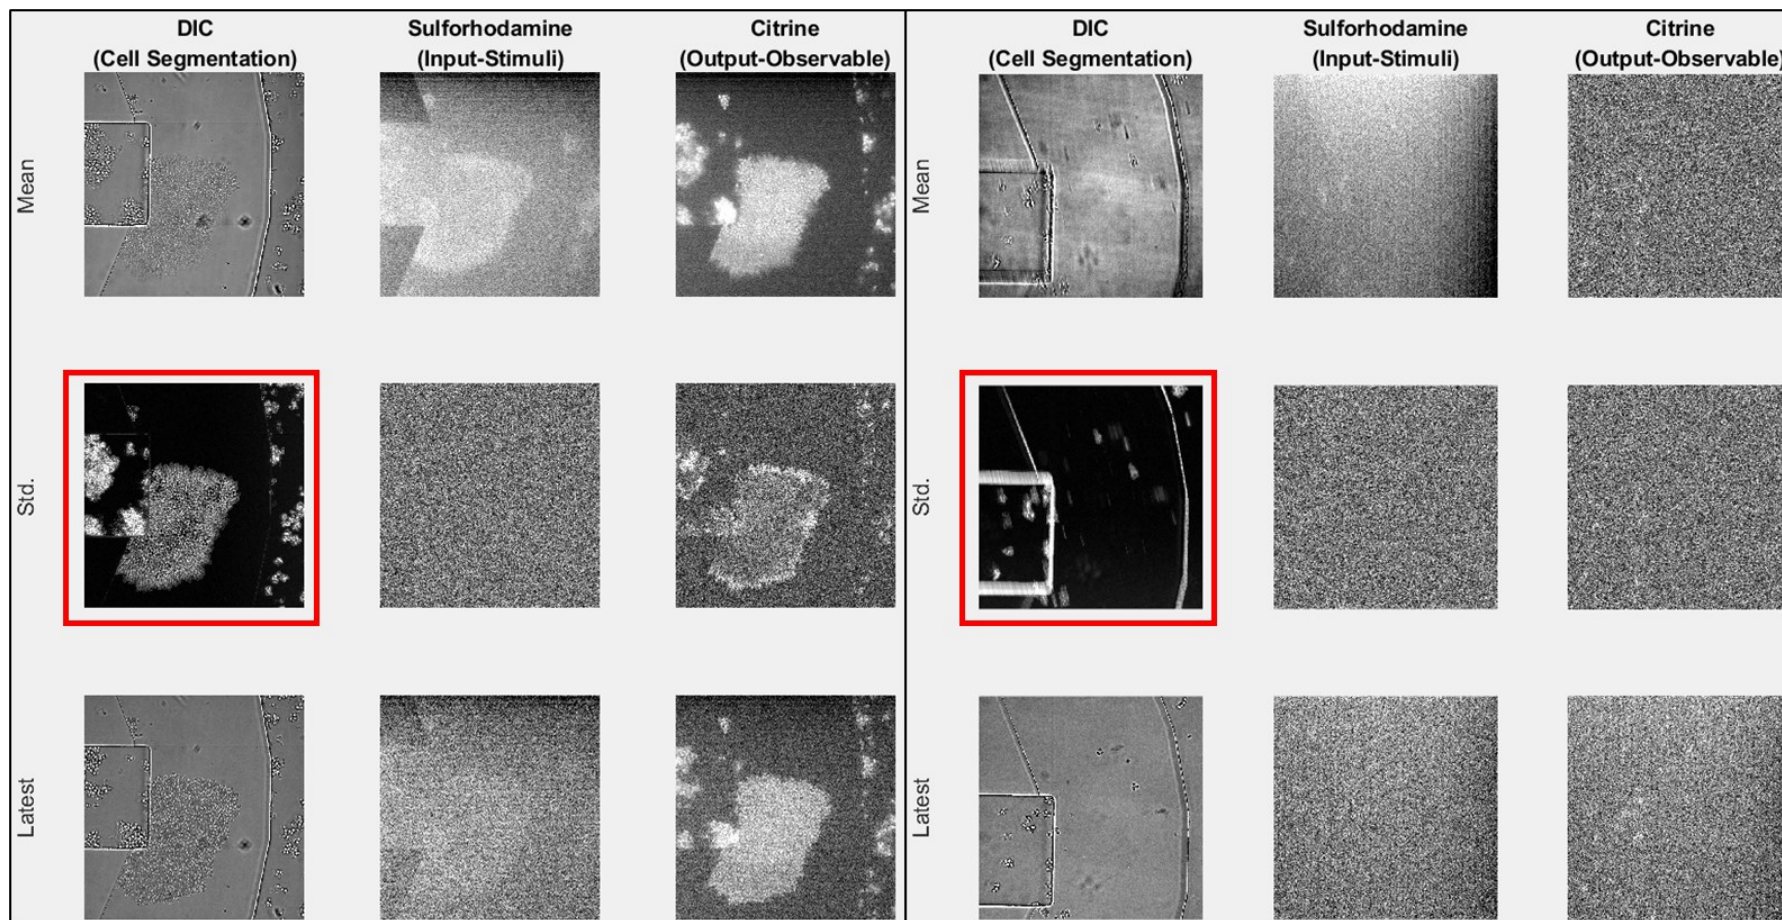 DIC
(Cell Segmentation)
Sulforhodamine
(Input-Stimuli)
Citrine
(Output-Observable)
DIC
(Cell Segmentation)
Sulforhodamine
(Input-Stimuli)
Citrine
(Output-Observable)
Mean
Mean
Std.
Std.
Latest
Latest